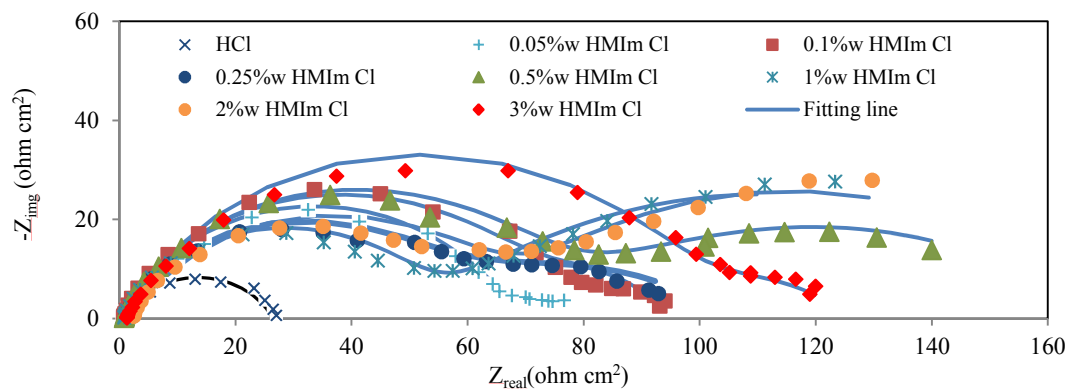 60
HCl
0.05%w HMIm Cl
0.1%w HMIm Cl
0.25%w HMIm Cl
0.5%w HMIm Cl
1%w HMIm Cl
2%w HMIm Cl
3%w HMIm Cl
Fitting line
40
20
0
-Zimg (ohm cm2)
0 20 40 60 80 100 120 140 160
Zreal(ohm cm2)